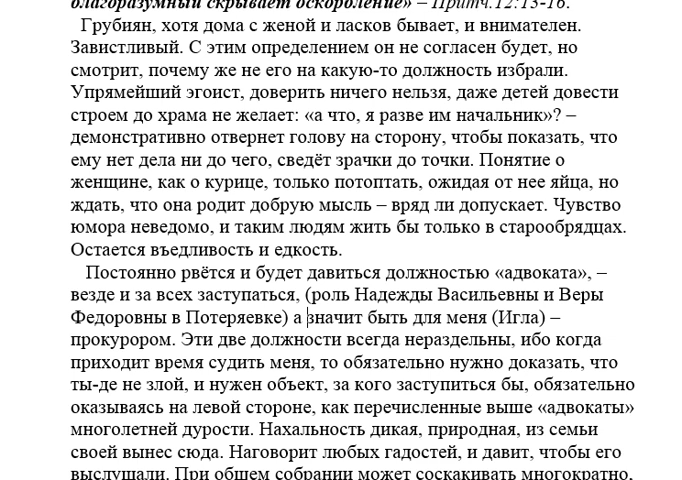 благоразумный скрывает оскорбление» – Притч.12:13-16.
Грубиян, хотя дома с женой и ласков бывает, и внимателен.
Завистливый. С этим определением он не согласен будет, но
смотрит, почему же не его на какую-то должность избрали.
Упрямейший эгоист, доверить ничего нельзя, даже детей довести
строем до храма не желает: «а что, я разве им начальник»? –
демонстративно отвернет голову на сторону, чтобы показать, что
ему нет дела ни до чего, сведёт зрачки до точки. Понятие о
женщине, как о курице, только потоптать, ожидая от нее яйца, но
ждать, что она родит добрую мысль – вряд ли допускает. Чувство
юмора неведомо, и таким людям жить бы только в старообрядцах.
Остается въедливость и едкость.
Постоянно рвётся и будет давиться должностью «адвоката», –
везде и за всех заступаться, (роль Надежды Васильевны и Веры
Федоровны в Потеряевке) а значит быть для меня (Игла) –
прокурором. Эти две должности всегда нераздельны, ибо когда
приходит время судить меня, то обязательно нужно доказать, что
ты-де не злой, и нужен объект, за кого заступиться бы, обязательно
оказываясь на левой стороне, как перечисленные выше «адвокаты»
многолетней дурости. Нахальность дикая, природная, из семьи
своей вынес сюда. Наговорит любых гадостей, и давит, чтобы его
выслушали. При общем собрании может соскакивать многократно,